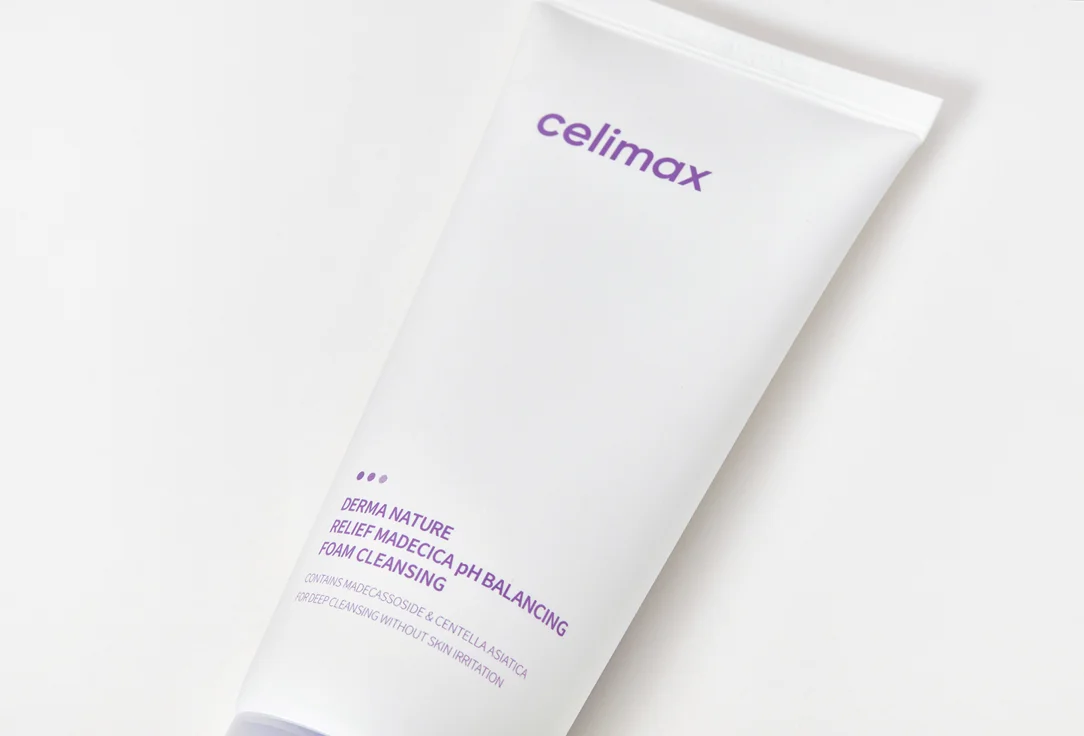 celimax
DERMA NATURE
RELIEF MADECICA pH BALANCING
FOAM CLEANSING
CONTAINS MADECASSOSIDE & CENTELLA ASIATICA
FOR DEEP CLEANSING WITHOUT SKIN IRRITATION